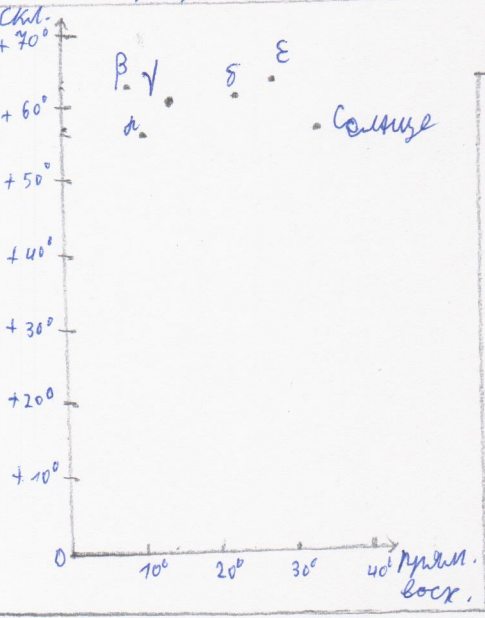 Скл.
+ 70°
β γ δ ε
+ 60°
α Солнце
+ 50°
+ 40°
+ 30°
+ 20°
+ 10°
0 10° 20° 30° 40° прям.
восх.